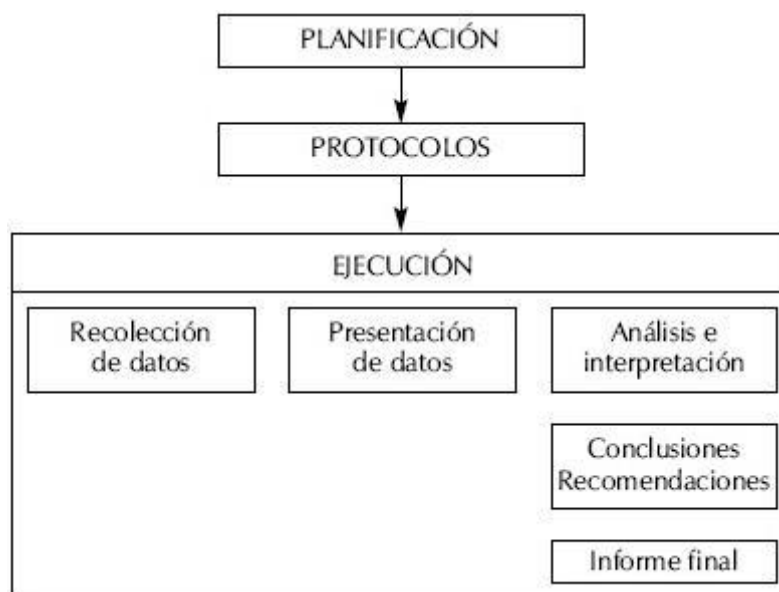 PLANIFICACIÓN
PROTOCOLOS
EJECUCIÓN
Recolección
de datos
Presentación
de datos
Análisis e
interpretación
Conclusiones
Recomendaciones
Informe final